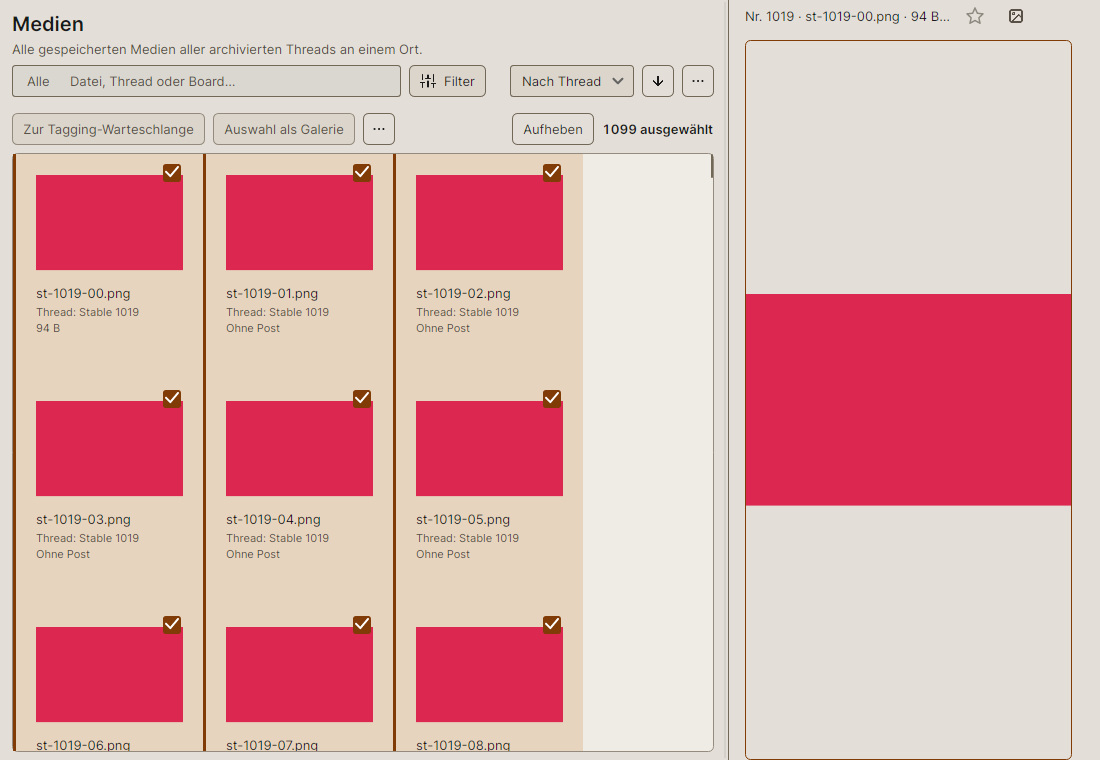 Medien
Alle gespeicherten Medien aller archivierten Threads an einem Ort.
Alle Datei, Thread oder Board... Filter Nach Thread
Zur Tagging-Warteschlange Auswahl als Galerie Aufheben 1099 ausgewählt
st-1019-00.png st-1019-01.png st-1019-02.png
Thread: Stable 1019 Thread: Stable 1019 Thread: Stable 1019
94 B Ohne Post Ohne Post
st-1019-03.png st-1019-04.png st-1019-05.png
Thread: Stable 1019 Thread: Stable 1019 Thread: Stable 1019
Ohne Post Ohne Post Ohne Post
st-1019-06.png st-1019-07.png st-1019-08.png
Nr. 1019 · st-1019-00.png · 94 B...